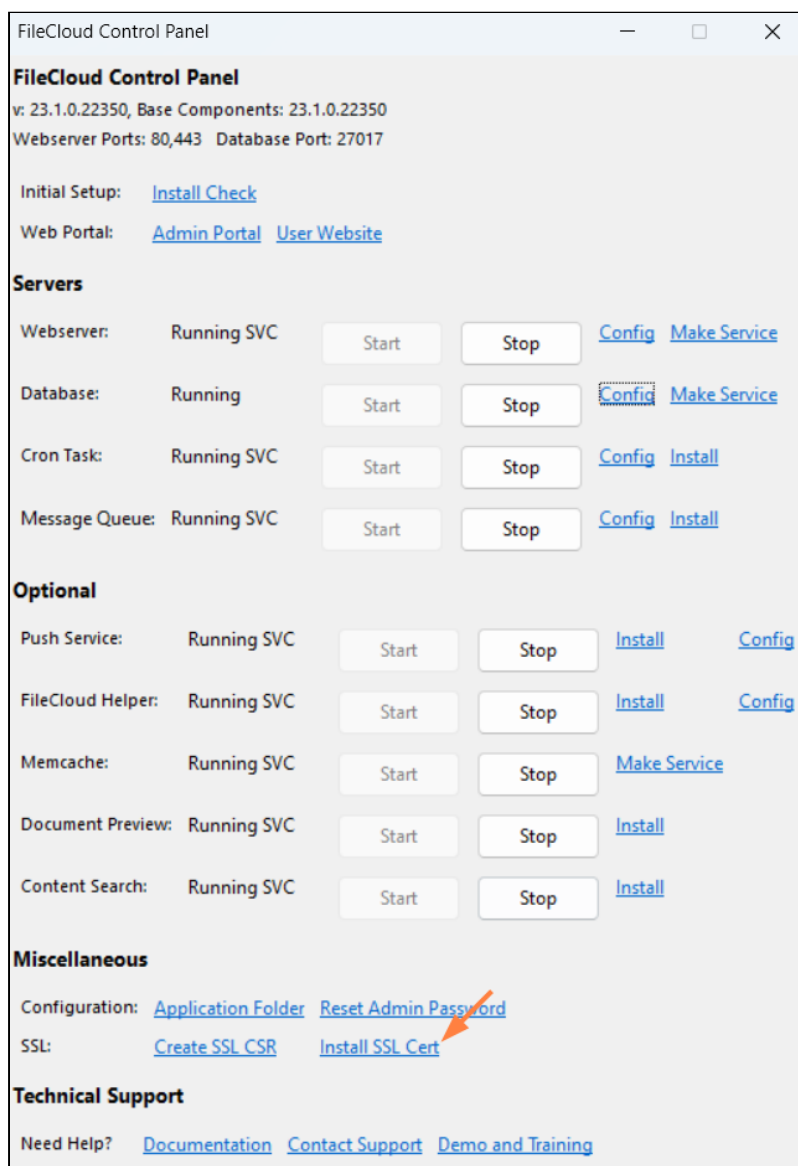 FileCloud Control Panel
FileCloud Control Panel
v: 23.1.0.22350, Base Components: 23.1.0.22350
Webserver Ports: 80,443 Database Port: 27017
Initial Setup: Install Check
Web Portal: Admin Portal User Website
Servers
Webserver: Running SVC Start Stop Config Make Service
Database: Running Start Stop Config Make Service
Cron Task: Running SVC Start Stop Config Install
Message Queue: Running SVC Start Stop Config Install
Optional
Push Service: Running SVC Start Stop Install Config
FileCloud Helper: Running SVC Start Stop Install Config
Memcache: Running SVC Start Stop Make Service
Document Preview: Running SVC Start Stop Install
Content Search: Running SVC Start Stop Install
Miscellaneous
Configuration: Application Folder Reset Admin Password
SSL: Create SSL CSR Install SSL Cert
Technical Support
Need Help? Documentation Contact Support Demo and Training